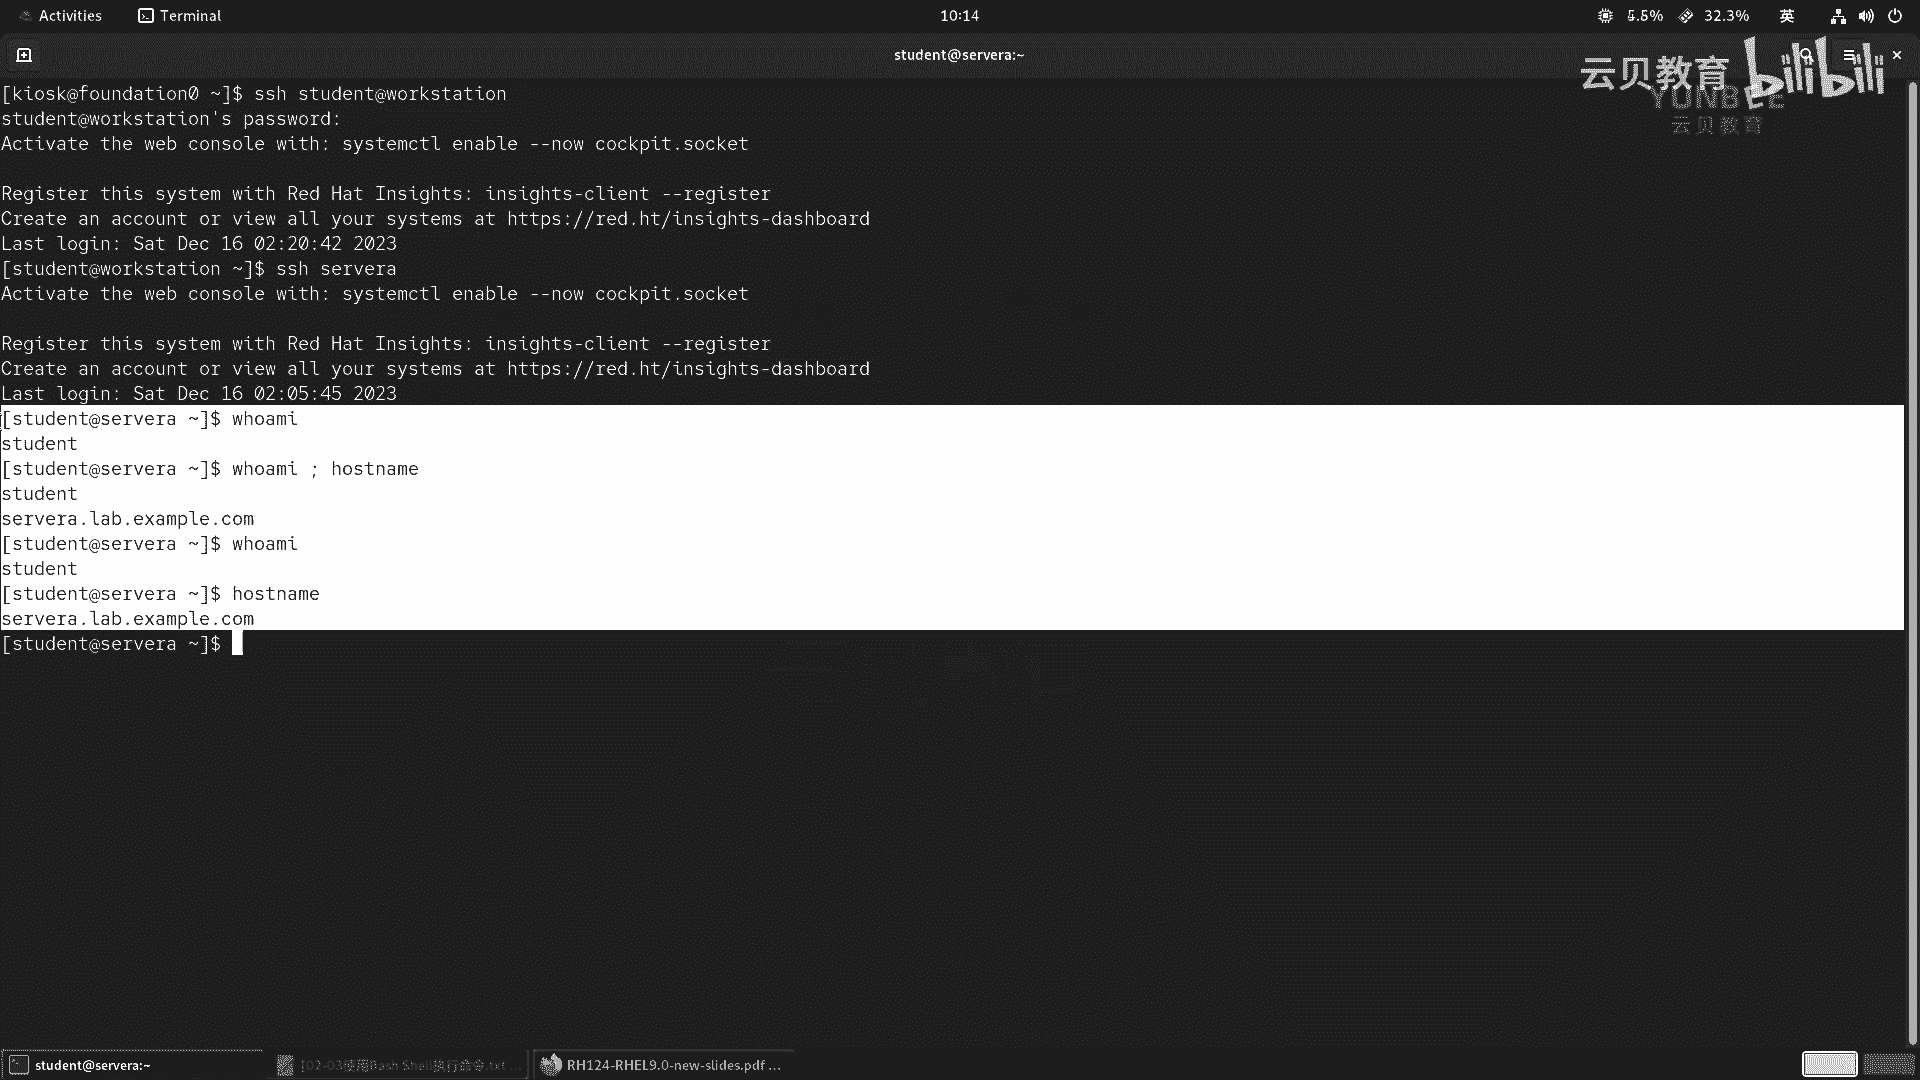 Activities
Terminal
10:14
5.5%
32.3%
英
student@servera:~
云贝教育 bilibili
YUNBEE
云贝教育
[kiosk@foundation0 ~]$ ssh student@workstation
student@workstation's password:
Activate the web console with: systemctl enable --now cockpit.socket
Register this system with Red Hat Insights: insights-client --register
Create an account or view all your systems at https://red.ht/insights-dashboard
Last login: Sat Dec 16 02:20:42 2023
[student@workstation ~]$ ssh servera
Activate the web console with: systemctl enable --now cockpit.socket
Register this system with Red Hat Insights: insights-client --register
Create an account or view all your systems at https://red.ht/insights-dashboard
Last login: Sat Dec 16 02:05:45 2023
[student@servera ~]$ whoami
student
[student@servera ~]$ whoami ; hostname
student
servera.lab.example.com
[student@servera ~]$ whoami
student
[student@servera ~]$ hostname
servera.lab.example.com
[student@servera ~]$
student@servera:~
[02-03使用Bash Shell执行命令.txt ...
RH124-RHEL9.0-new-slides.pdf ...